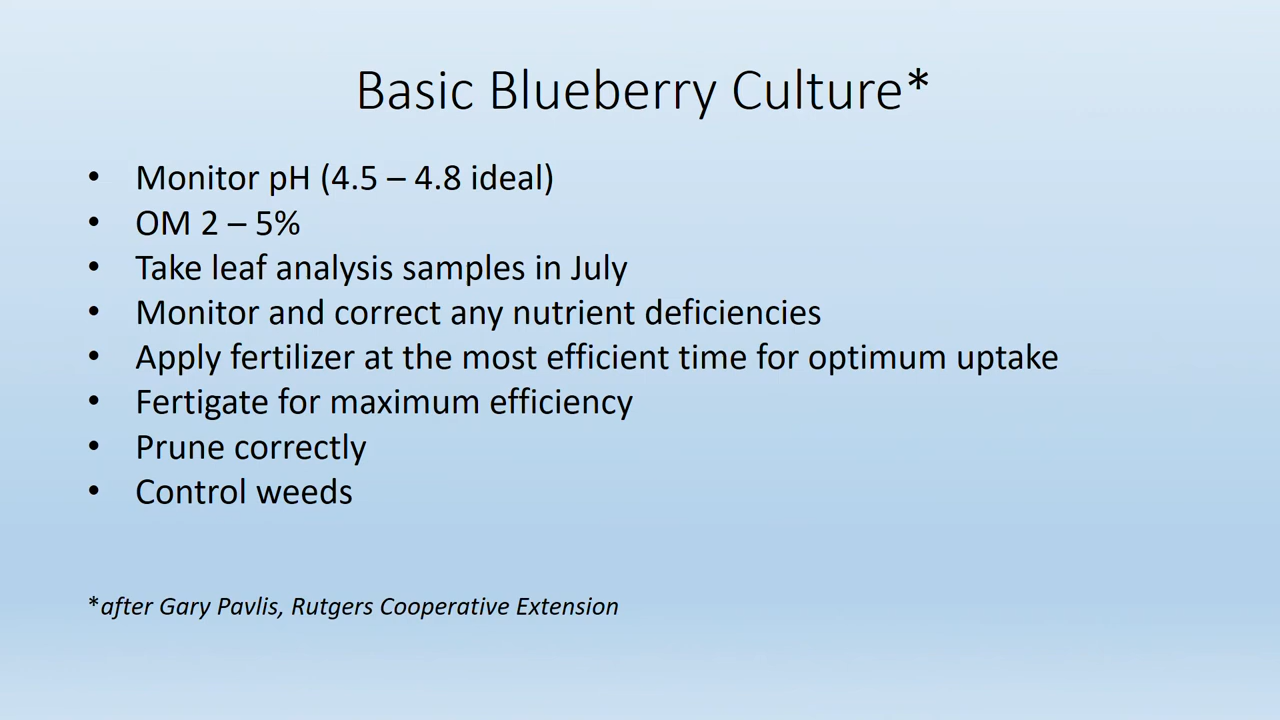 Basic Blueberry Culture*
• Monitor pH (4.5 – 4.8 ideal)
• OM 2 – 5%
• Take leaf analysis samples in July
• Monitor and correct any nutrient deficiencies
• Apply fertilizer at the most efficient time for optimum uptake
• Fertigate for maximum efficiency
• Prune correctly
• Control weeds
*after Gary Pavlis, Rutgers Cooperative Extension